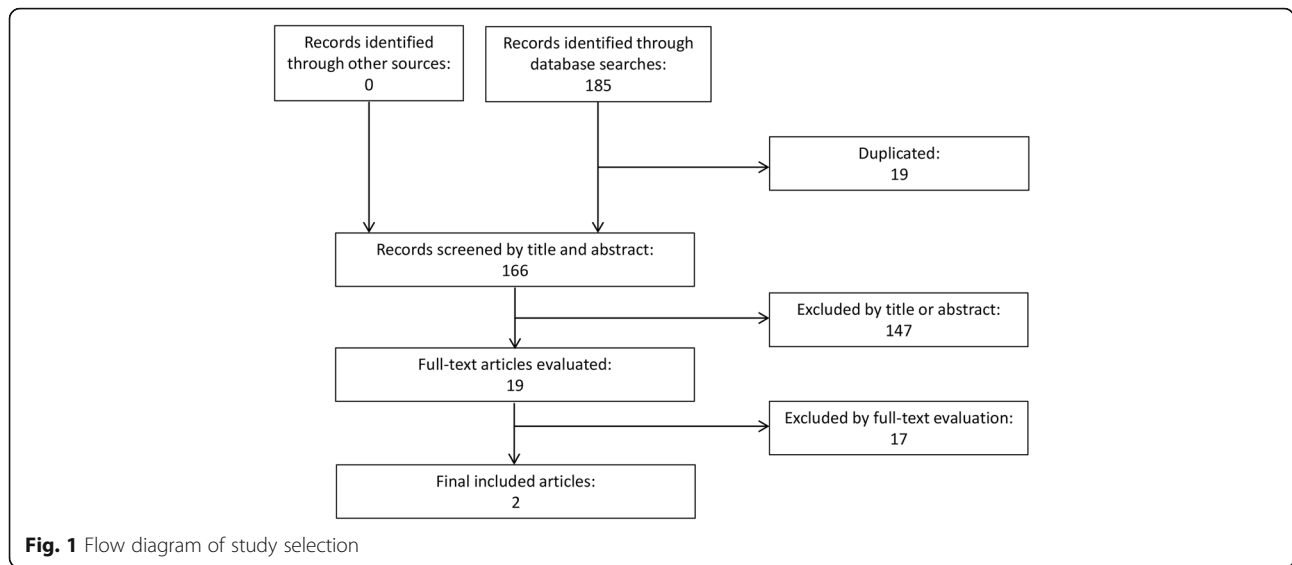 Records identified
through other sources:
0
Records identified through
database searches:
185
Duplicated:
19
Records screened by title and abstract:
166
Excluded by title or abstract:
147
Full-text articles evaluated:
19
Excluded by full-text evaluation:
17
Final included articles:
2
Fig. 1 Flow diagram of study selection